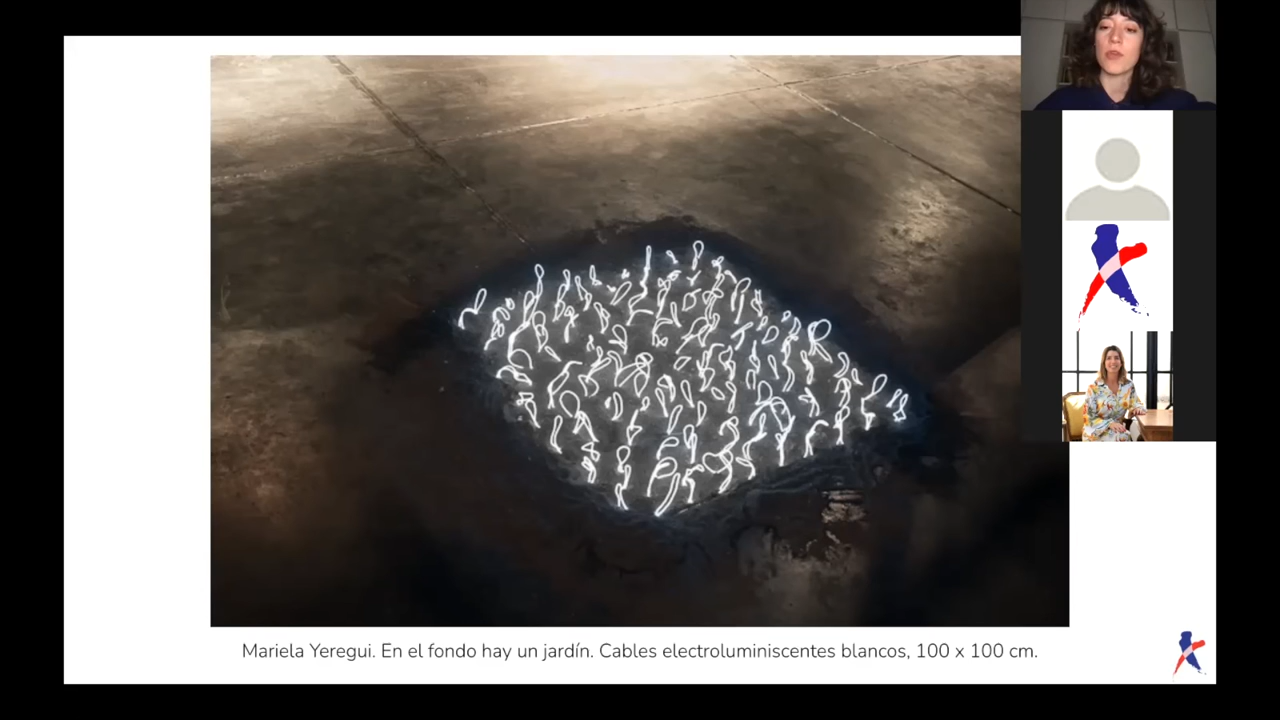 Mariela Yeregui. En el fondo hay un jardín. Cables electroluminiscentes blancos, 100 x 100 cm.